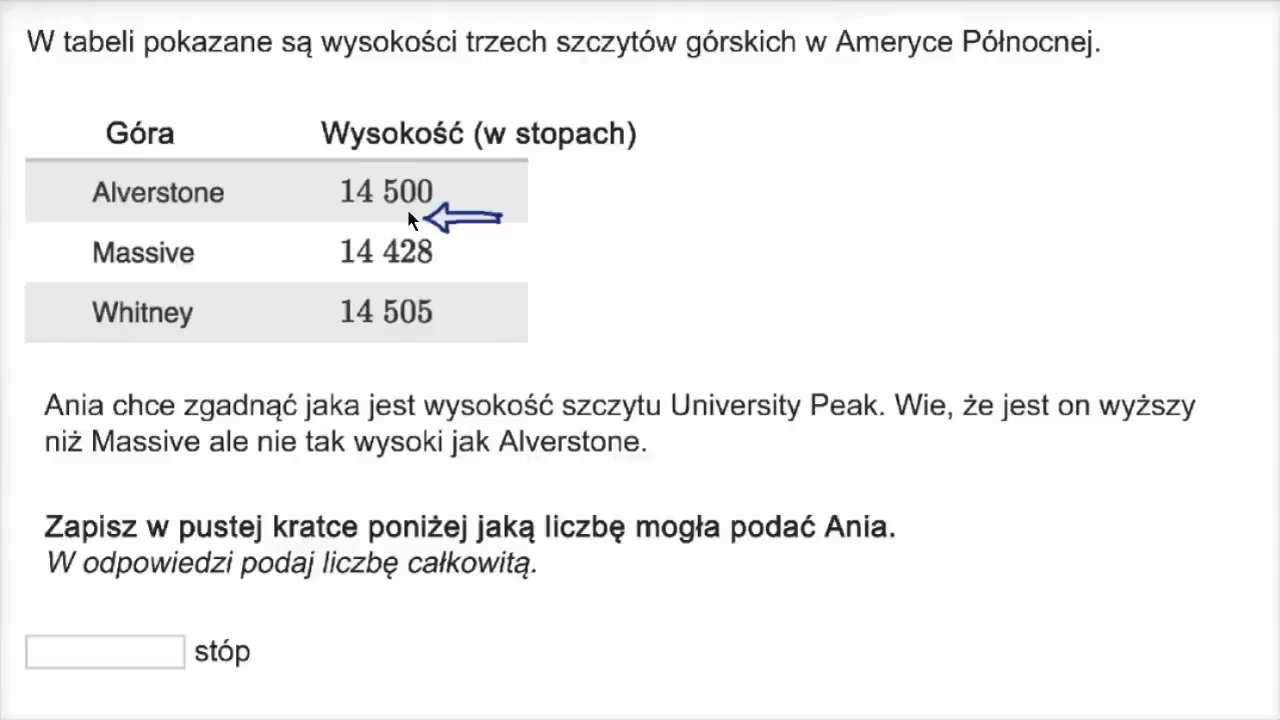 W tabeli pokazane są wysokości trzech szczytów górskich w Ameryce Północnej.
Góra Wysokość (w stopach)
Alverstone 14 500
Massive 14 428
Whitney 14 505
Ania chce zgadnąć jaka jest wysokość szczytu University Peak. Wie, że jest on wyższy
niż Massive ale nie tak wysoki jak Alverstone.
Zapisz w pustej kratce poniżej jaką liczbę mogła podać Ania.
W odpowiedzi podaj liczbę całkowitą.
stóp